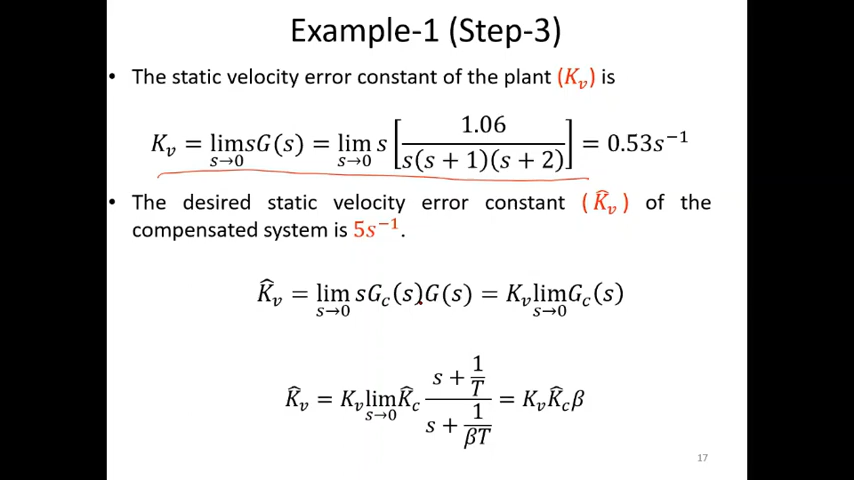 Example-1 (Step-3)
• The static velocity error constant of the plant (K_v) is
K_v = lim_{s→0} sG(s) = lim_{s→0} s[1.06 / s(s + 1)(s + 2)] = 0.53s⁻¹
• The desired static velocity error constant (K̂_v) of the
compensated system is 5s⁻¹.
K̂_v = lim_{s→0} sG_c(s)G(s) = K_v lim_{s→0} G_c(s)
K̂_v = K_v lim_{s→0} K̂_c (s + 1/T) / (s + 1/βT) = K_v K̂_c β
17